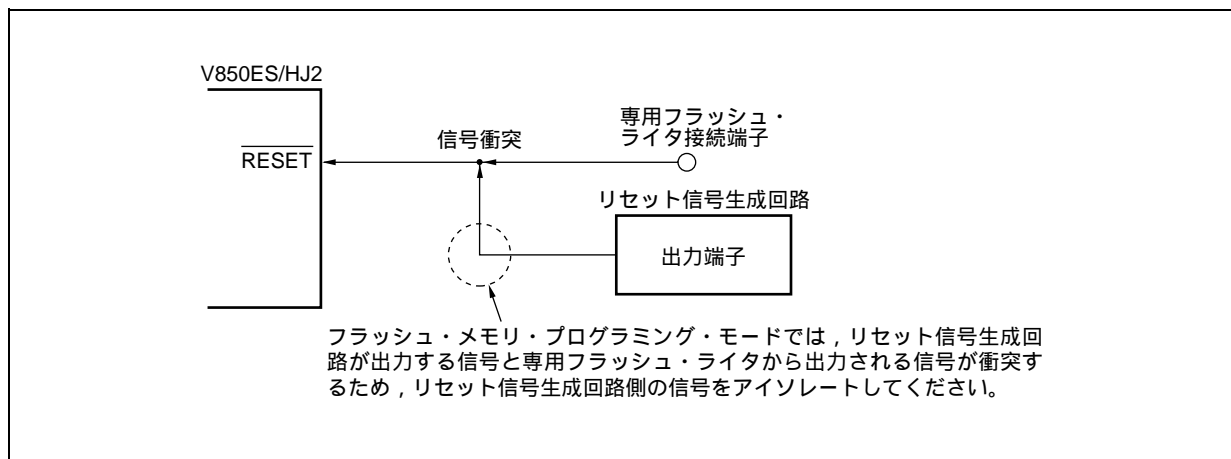 V850ES/HJ2
専用フラッシュ・
ライタ接続端子
信号衝突
RESET
リセット信号生成回路
出力端子
フラッシュ・メモリ・プログラミング・モードでは，リセット信号生成回
路が出力する信号と専用フラッシュ・ライタから出力される信号が衝突す
るため，リセット信号生成回路側の信号をアイソレートしてください。